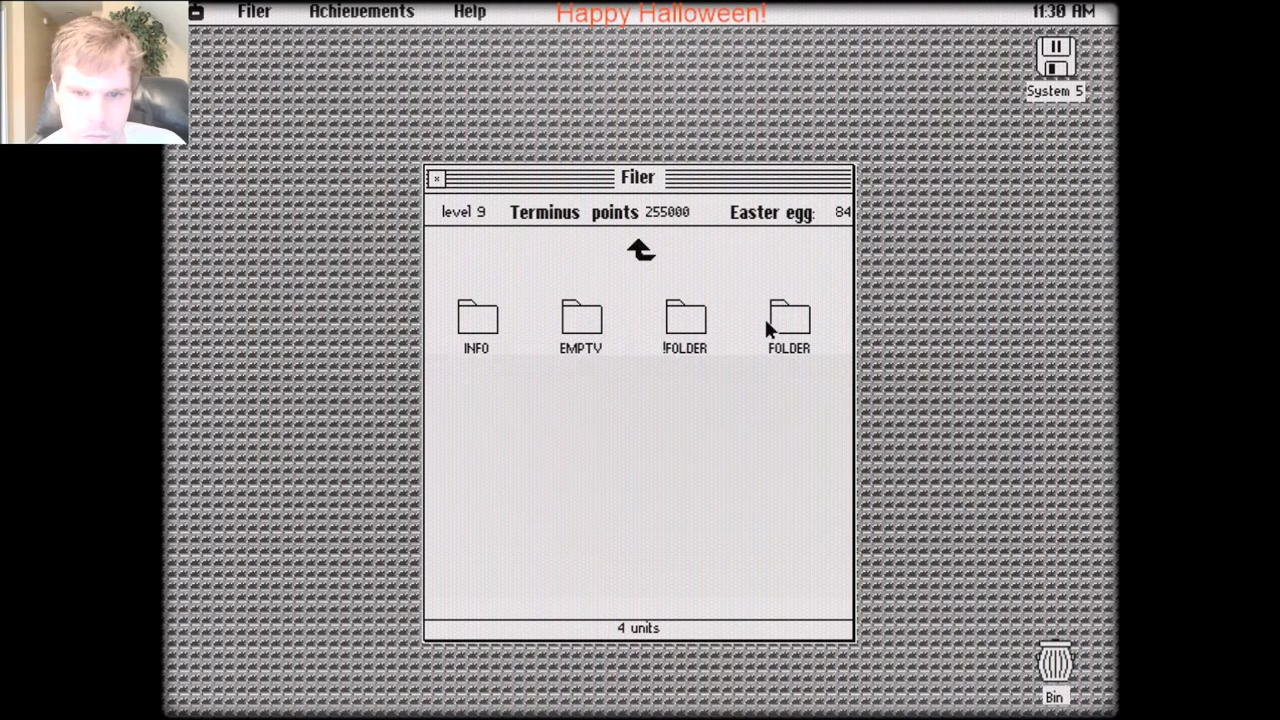 Filer Achievements Help Happy Halloween! 11:30 AM
System 5
Filer
level 9 Terminus points 255000 Easter egg: 84
INFO EMPTY !FOLDER FOLDER
4 units
Bin